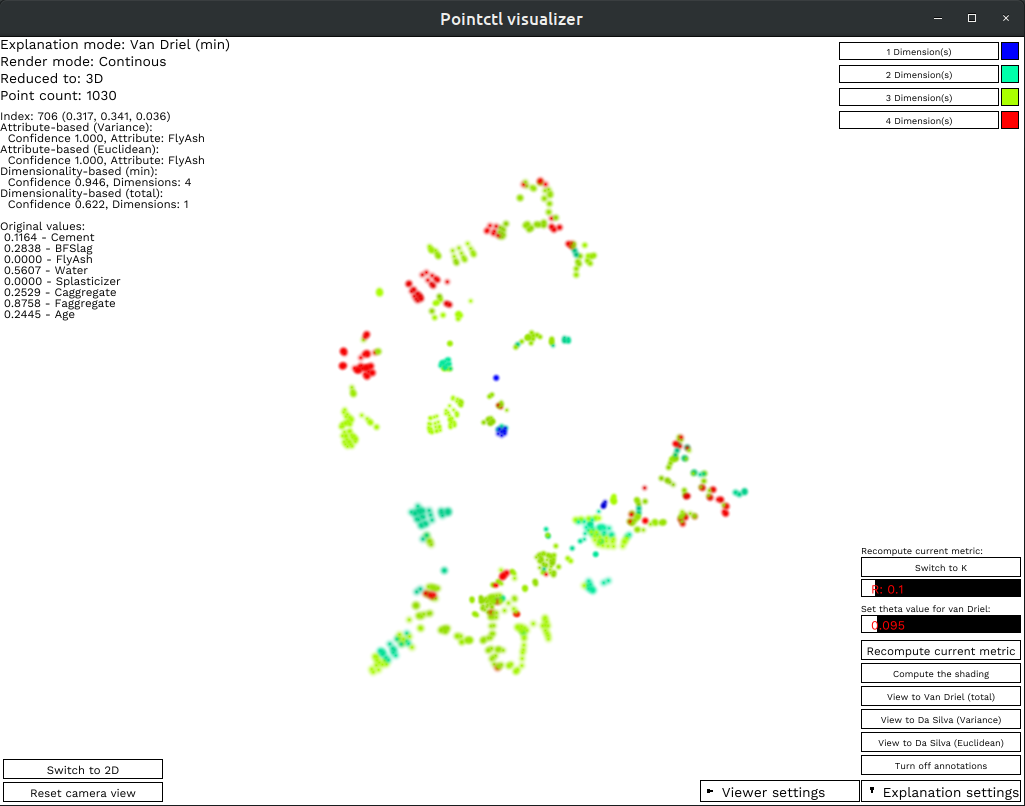 Pointctl visualizer
Explanation mode: Van Driel (min)
Render mode: Continous
Reduced to: 3D
Point count: 1030
Index: 706 (0.317, 0.341, 0.036)
Attribute-based (Variance):
Confidence 1.000, Attribute: FlyAsh
Attribute-based (Euclidean):
Confidence 1.000, Attribute: FlyAsh
Dimensionality-based (min):
Confidence 0.946, Dimensions: 4
Dimensionality-based (total):
Confidence 0.622, Dimensions: 1
Original values:
0.1164 - Cement
0.2838 - BFSlag
0.0000 - FlyAsh
0.5607 - Water
0.0000 - Splasticizer
0.2529 - Caggregate
0.8758 - Faggregate
0.2445 - Age
1 Dimension(s)
2 Dimension(s)
3 Dimension(s)
4 Dimension(s)
Recompute current metric:
Switch to K
R: 0.1
Set theta value for van Driel:
0.095
Recompute current metric
Compute the shading
View to Van Driel (total)
View to Da Silva (Variance)
View to Da Silva (Euclidean)
Turn off annotations
Switch to 2D
Reset camera view
Viewer settings
Explanation settings